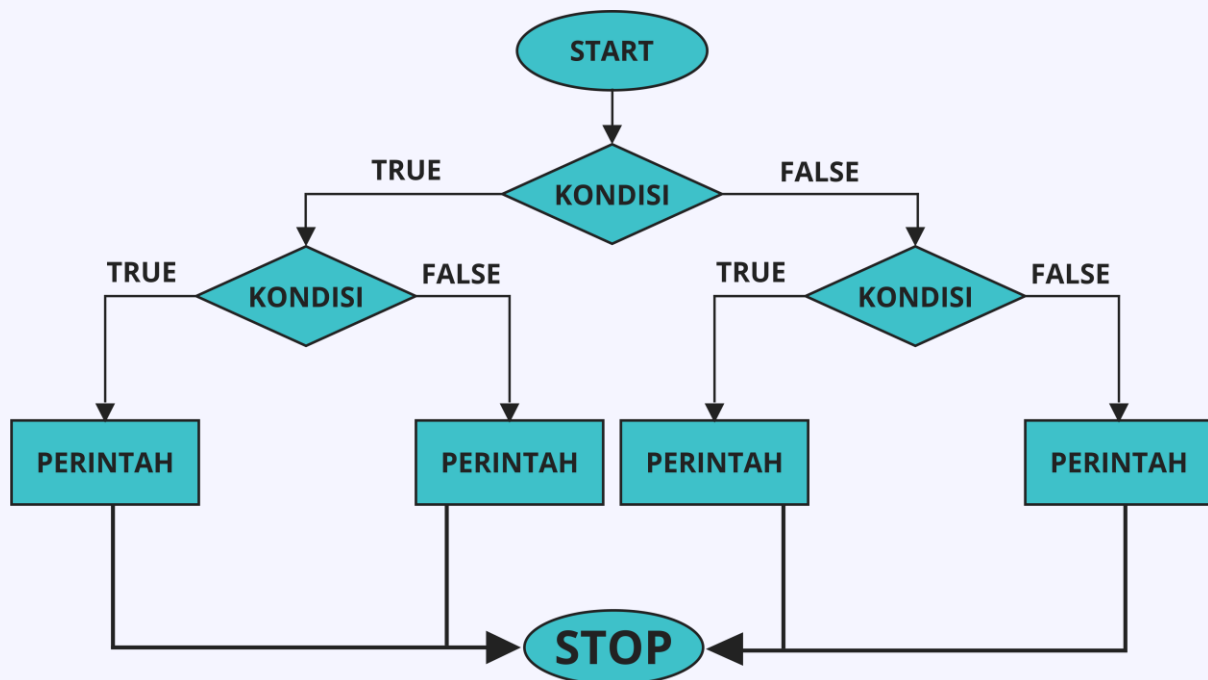 START
TRUE
FALSE
KONDISI
TRUE
FALSE
TRUE
FALSE
KONDISI
KONDISI
PERINTAH
PERINTAH
PERINTAH
PERINTAH
STOP